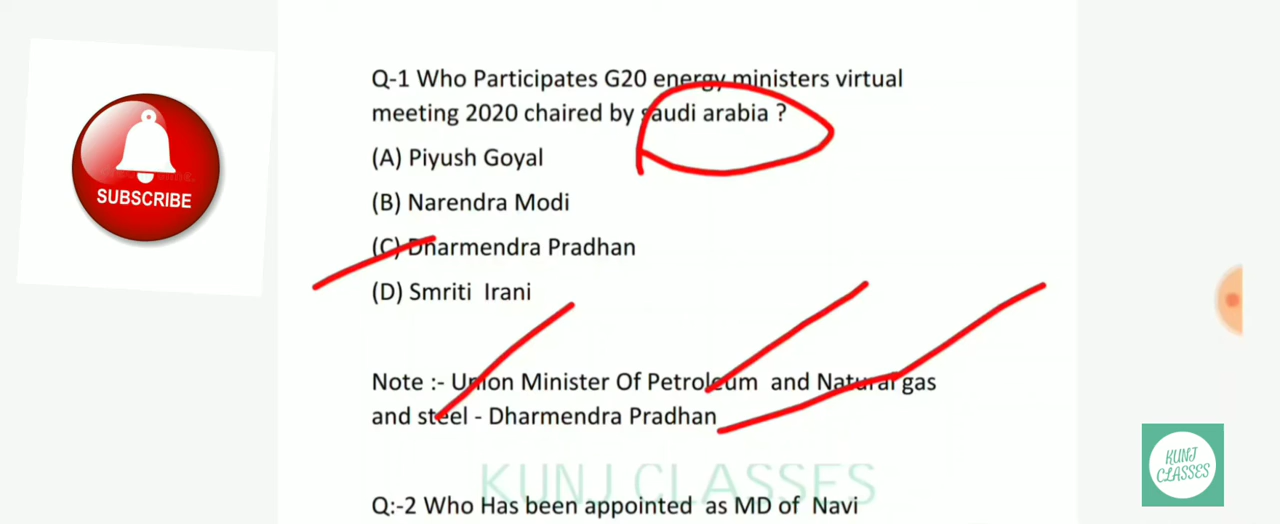 SUBSCRIBE
Q-1 Who Participates G20 energy ministers virtual
meeting 2020 chaired by saudi arabia ?
(A) Piyush Goyal
(B) Narendra Modi
(C) Dharmendra Pradhan
(D) Smriti Irani
Note :- Union Minister Of Petroleum and Natural gas
and steel - Dharmendra Pradhan
KUNJ CLASSES
Q:-2 Who Has been appointed as MD of Navi
KUNJ
CLASSES